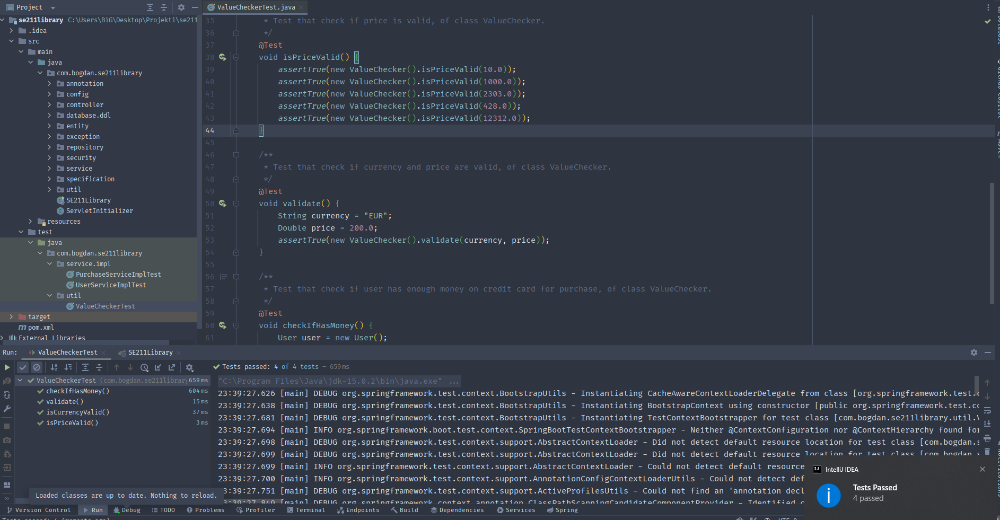 Project
se211library C:\Users\BiG\Desktop\Projekti\se211
.idea
src
main
java
com.bogdan.se211library
annotation
config
controller
database.ddl
entity
exception
repository
security
service
specification
util
SE211Library
ServletInitializer
resources
test
java
com.bogdan.se211library
service.impl
PurchaseServiceImplTest
UserServiceImplTest
util
ValueCheckerTest
target
pom.xml
External Libraries
ValueCheckerTest.java
35 * Test that check if price is valid, of class ValueChecker.
36 */
37 @Test
38 void isPriceValid() {
39 assertTrue(new ValueChecker().isPriceValid(10.0));
40 assertTrue(new ValueChecker().isPriceValid(1000.0));
41 assertTrue(new ValueChecker().isPriceValid(2303.0));
42 assertTrue(new ValueChecker().isPriceValid(428.0));
43 assertTrue(new ValueChecker().isPriceValid(12312.0));
44 }
45
46 /**
47 * Test that check if currency and price are valid, of class ValueChecker.
48 */
49 @Test
50 void validate() {
51 String currency = "EUR";
52 Double price = 200.0;
53 assertTrue(new ValueChecker().validate(currency, price));
54 }
55
56 /**
57 * Test that check if user has enough money on credit card for purchase, of class ValueChecker.
58 */
59 @Test
60 void checkIfHasMoney() {
61 User user = new User();
Run: ValueCheckerTest SE211Library
Tests passed: 4 of 4 tests – 659 ms
ValueCheckerTest (com.bogdan.se211library 659 ms
checkIfHasMoney() 604 ms
validate() 15 ms
isCurrencyValid() 37 ms
isPriceValid() 3 ms
"C:\Program Files\Java\jdk-15.0.2\bin\java.exe" ...
23:39:27.626 [main] DEBUG org.springframework.test.context.BootstrapUtils - Instantiating CacheAwareContextLoaderDelegate from class [org.springframework.test.c
23:39:27.638 [main] DEBUG org.springframework.test.context.BootstrapUtils - Instantiating BootstrapContext using constructor [public org.springframework.test.co
23:39:27.681 [main] DEBUG org.springframework.test.context.BootstrapUtils - Instantiating TestContextBootstrapper for test class [com.bogdan.se211library.util.V
23:39:27.694 [main] INFO org.springframework.boot.test.context.SpringBootTestContextBootstrapper - Neither @ContextConfiguration nor @ContextHierarchy found for
23:39:27.698 [main] DEBUG org.springframework.test.context.support.AbstractContextLoader - Did not detect default resource location for test class [com.bogdan.s
23:39:27.699 [main] DEBUG org.springframework.test.context.support.AbstractContextLoader - Did not detect default resource location for test class [com.bogdan.s
23:39:27.699 [main] INFO org.springframework.test.context.support.AbstractContextLoader - Could not detect default resource
23:39:27.700 [main] INFO org.springframework.test.context.support.AnnotationConfigContextLoaderUtils - Could not detect def
23:39:27.751 [main] DEBUG org.springframework.test.context.support.ActiveProfilesUtils - Could not find an 'annotation decl
23:39:27.849 [main] DEBUG org.springframework.context.annotation.ClassPathScanningCandidateComponentProvider - Identified c
Loaded classes are up to date. Nothing to reload.
IntelliJ IDEA
Tests Passed
4 passed
Version Control Run Debug TODO Problems Profiler Terminal Endpoints Build Dependencies Services Spring
Tests passed: 4 (moments ago)
UTF-8
Database
GitHub Copilot
Maven
Notifications